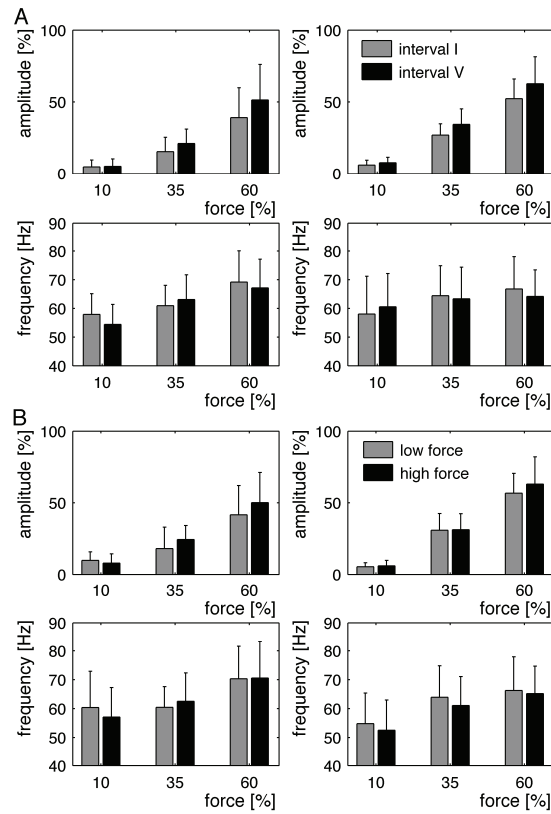 A
amplitude [%]
100
50
0
10 35 60
force [%]
interval I
interval V
amplitude [%]
100
50
0
10 35 60
force [%]
frequency [Hz]
90
80
70
60
50
40
10 35 60
force [%]
frequency [Hz]
90
80
70
60
50
40
10 35 60
force [%]
B
amplitude [%]
100
50
0
10 35 60
force [%]
low force
high force
amplitude [%]
100
50
0
10 35 60
force [%]
frequency [Hz]
90
80
70
60
50
40
10 35 60
force [%]
frequency [Hz]
90
80
70
60
50
40
10 35 60
force [%]